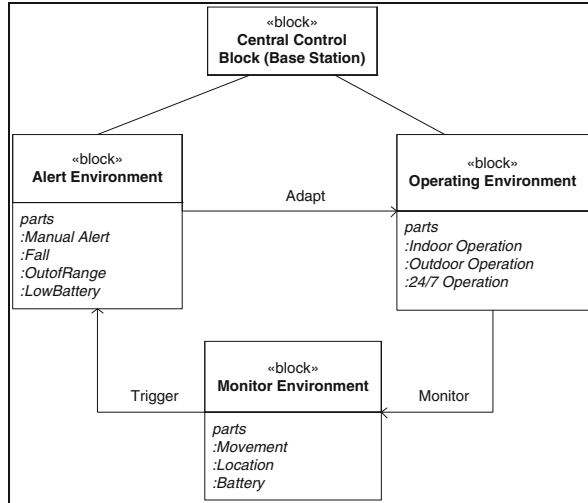 «block»
Central Control
Block (Base Station)
«block»
Alert Environment
parts
:Manual Alert
:Fall
:OutofRange
:LowBattery
Adapt
«block»
Operating Environment
parts
:Indoor Operation
:Outdoor Operation
:24/7 Operation
Trigger
«block»
Monitor Environment
parts
:Movement
:Location
:Battery
Monitor